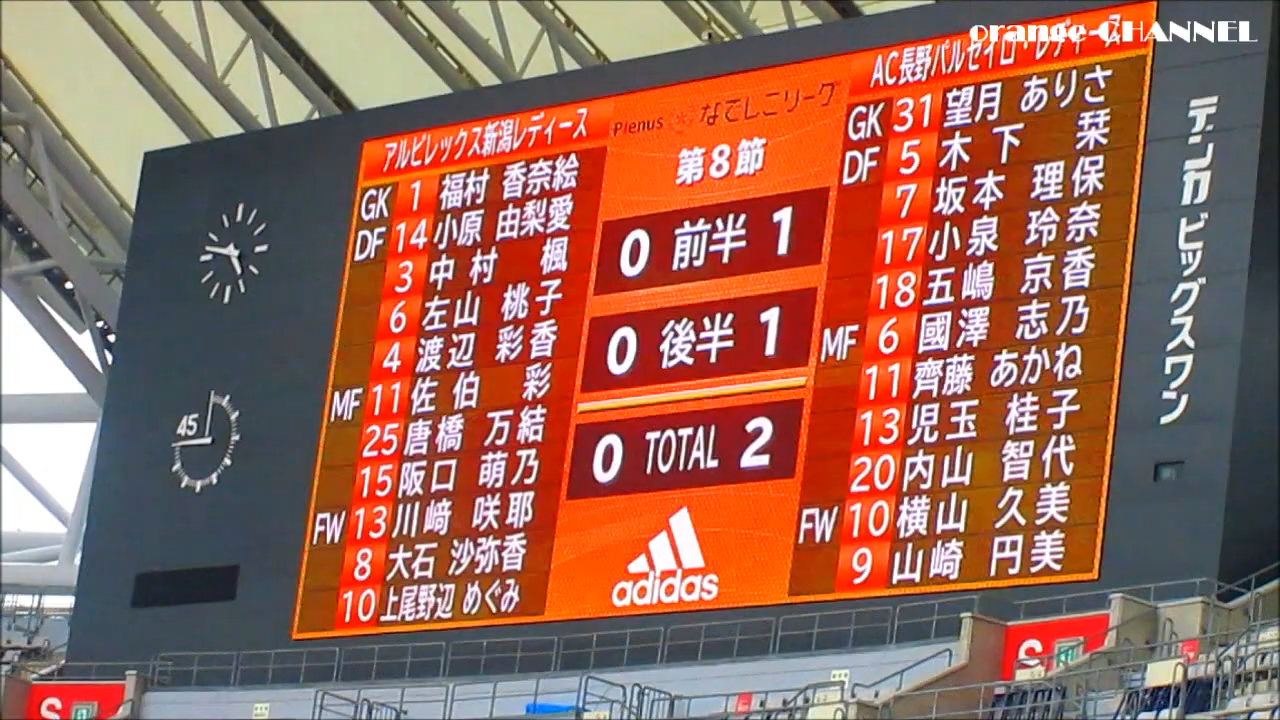 orange CHANNEL
アルビレックス新潟レディース
GK 1 福村 香奈絵
DF 14 小原 由梨愛
3 中村 楓
6 左山 桃子
4 渡辺 彩香
MF 11 佐伯 彩
25 唐橋 万結
15 阪口 萌乃
FW 13 川﨑 咲耶
8 大石 沙弥香
10 上尾野辺 めぐみ
Plenus なでしこリーグ
第8節
0 前半 1
0 後半 1
0 TOTAL 2
adidas
AC長野パルセイロ・レディース
GK 31 望月 ありさ
DF 5 木下 栞
7 坂本 理保
17 小泉 玲奈
18 五嶋 京香
MF 6 國澤 志乃
11 齊藤 あかね
13 児玉 桂子
20 内山 智代
FW 10 横山 久美
9 山崎 円美
デンカビッグスワン
45
S
S